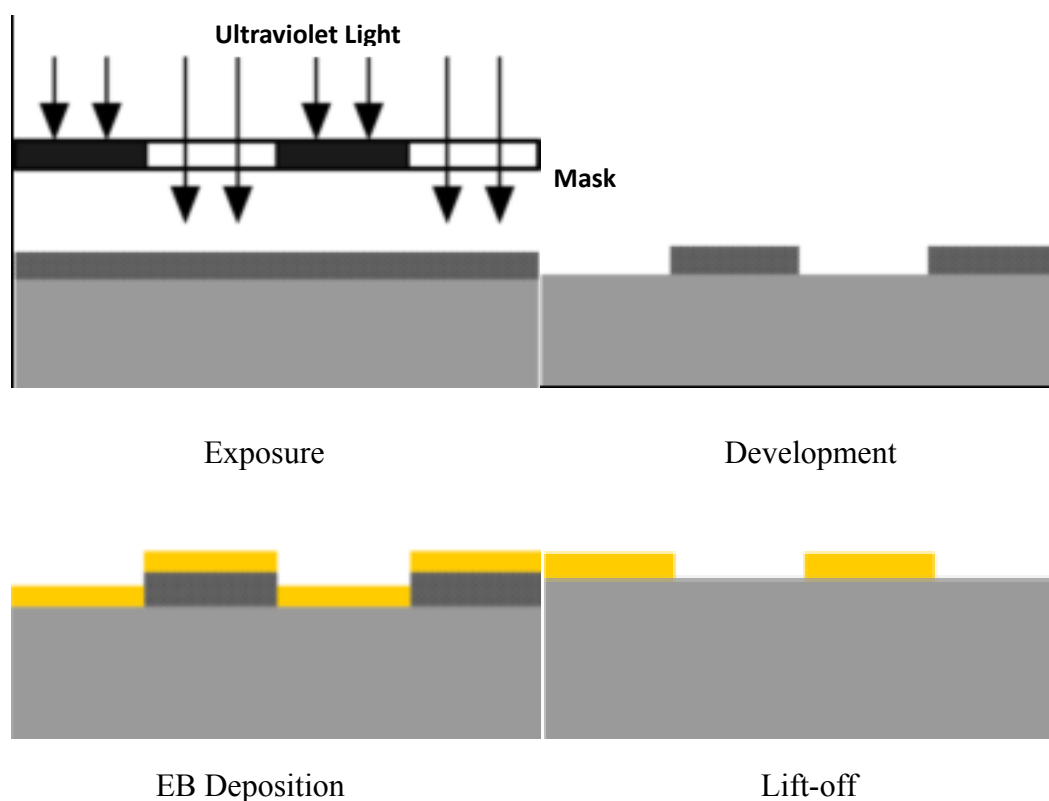 Ultraviolet Light
Mask
Exposure
Development
EB Deposition
Lift-off